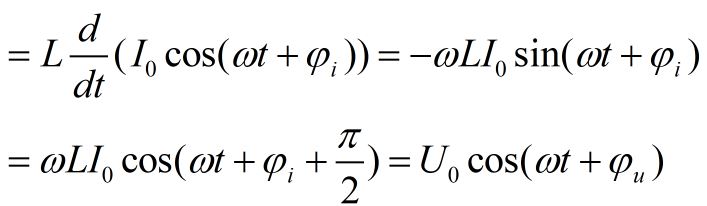 = L d/dt (I₀ cos(ωt + φᵢ)) = −ωLI₀ sin(ωt + φᵢ)
= ωLI₀ cos(ωt + φᵢ + π/2) = U₀ cos(ωt + φᵤ)